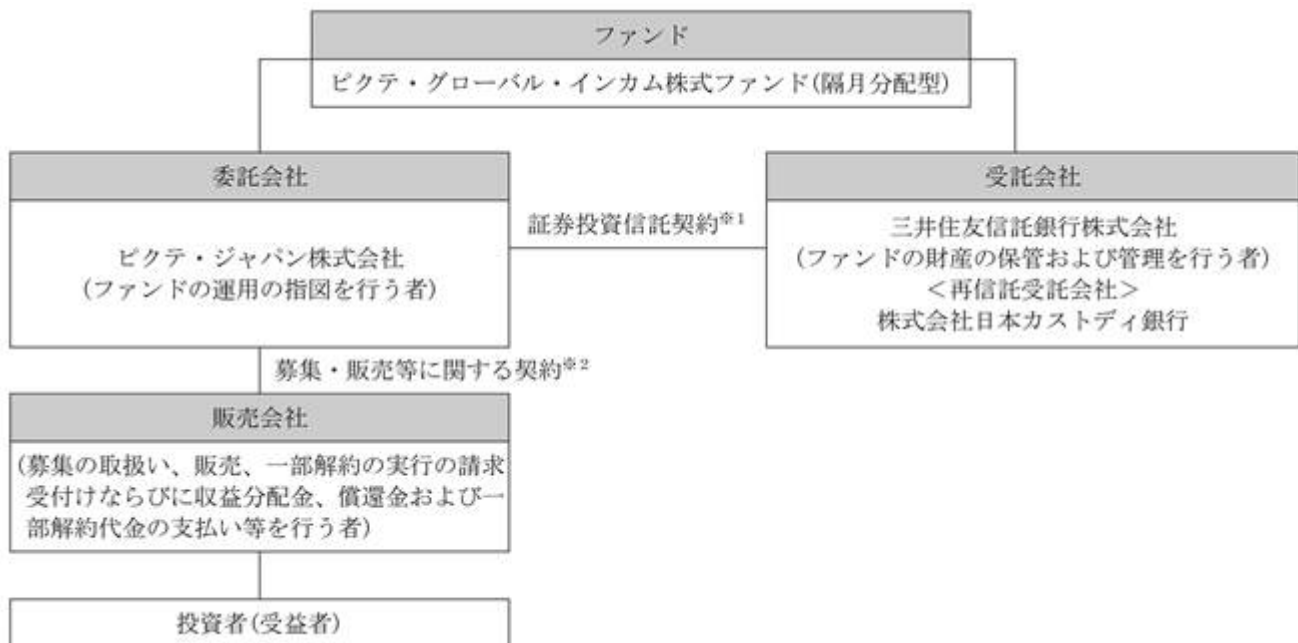 ファンド
ピクテ・グローバル・インカム株式ファンド(隔月分配型)
委託会社
ピクテ・ジャパン株式会社
(ファンドの運用の指図を行う者)
証券投資信託契約※1
受託会社
三井住友信託銀行株式会社
(ファンドの財産の保管および管理を行う者)
＜再信託受託会社＞
株式会社日本カストディ銀行
募集・販売等に関する契約※2
販売会社
(募集の取扱い、販売、一部解約の実行の請求
受付けならびに収益分配金、償還金および一
部解約代金の支払い等を行う者)
投資者(受益者)